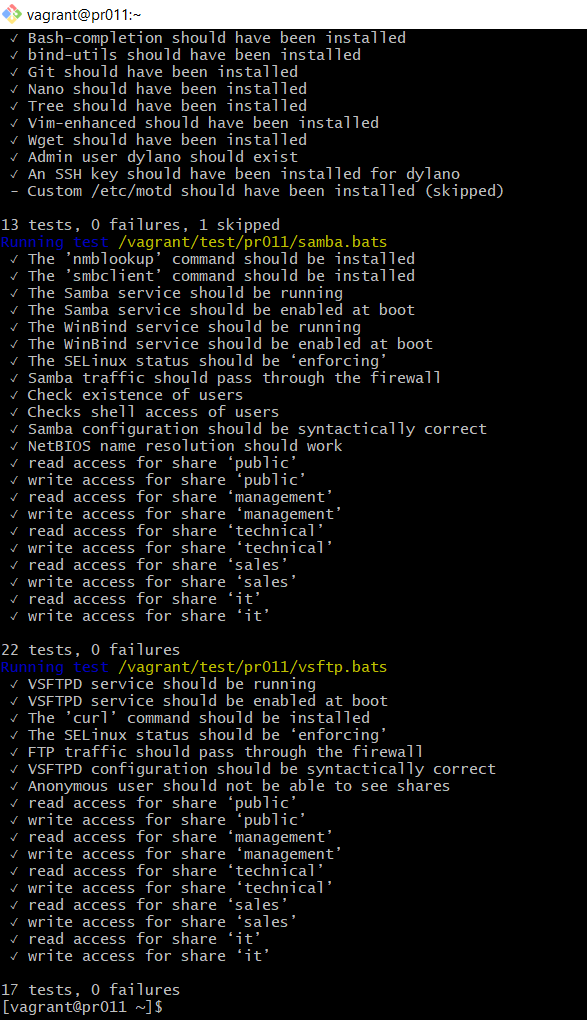 vagrant@pr011:~
✓ Bash-completion should have been installed
✓ bind-utils should have been installed
✓ Git should have been installed
✓ Nano should have been installed
✓ Tree should have been installed
✓ Vim-enhanced should have been installed
✓ Wget should have been installed
✓ Admin user dylano should exist
✓ An SSH key should have been installed for dylano
- Custom /etc/motd should have been installed (skipped)
13 tests, 0 failures, 1 skipped
Running test /vagrant/test/pr011/samba.bats
✓ The ’nmblookup’ command should be installed
✓ The ’smbclient’ command should be installed
✓ The Samba service should be running
✓ The Samba service should be enabled at boot
✓ The WinBind service should be running
✓ The WinBind service should be enabled at boot
✓ The SELinux status should be ‘enforcing’
✓ Samba traffic should pass through the firewall
✓ Check existence of users
✓ Checks shell access of users
✓ Samba configuration should be syntactically correct
✓ NetBIOS name resolution should work
✓ read access for share ‘public’
✓ write access for share ‘public’
✓ read access for share ‘management’
✓ write access for share ‘management’
✓ read access for share ‘technical’
✓ write access for share ‘technical’
✓ read access for share ‘sales’
✓ write access for share ‘sales’
✓ read access for share ‘it’
✓ write access for share ‘it’
22 tests, 0 failures
Running test /vagrant/test/pr011/vsftp.bats
✓ VSFTPD service should be running
✓ VSFTPD service should be enabled at boot
✓ The ’curl’ command should be installed
✓ The SELinux status should be ‘enforcing’
✓ FTP traffic should pass through the firewall
✓ VSFTPD configuration should be syntactically correct
✓ Anonymous user should not be able to see shares
✓ read access for share ‘public’
✓ write access for share ‘public’
✓ read access for share ‘management’
✓ write access for share ‘management’
✓ read access for share ‘technical’
✓ write access for share ‘technical’
✓ read access for share ‘sales’
✓ write access for share ‘sales’
✓ read access for share ‘it’
✓ write access for share ‘it’
17 tests, 0 failures
[vagrant@pr011 ~]$